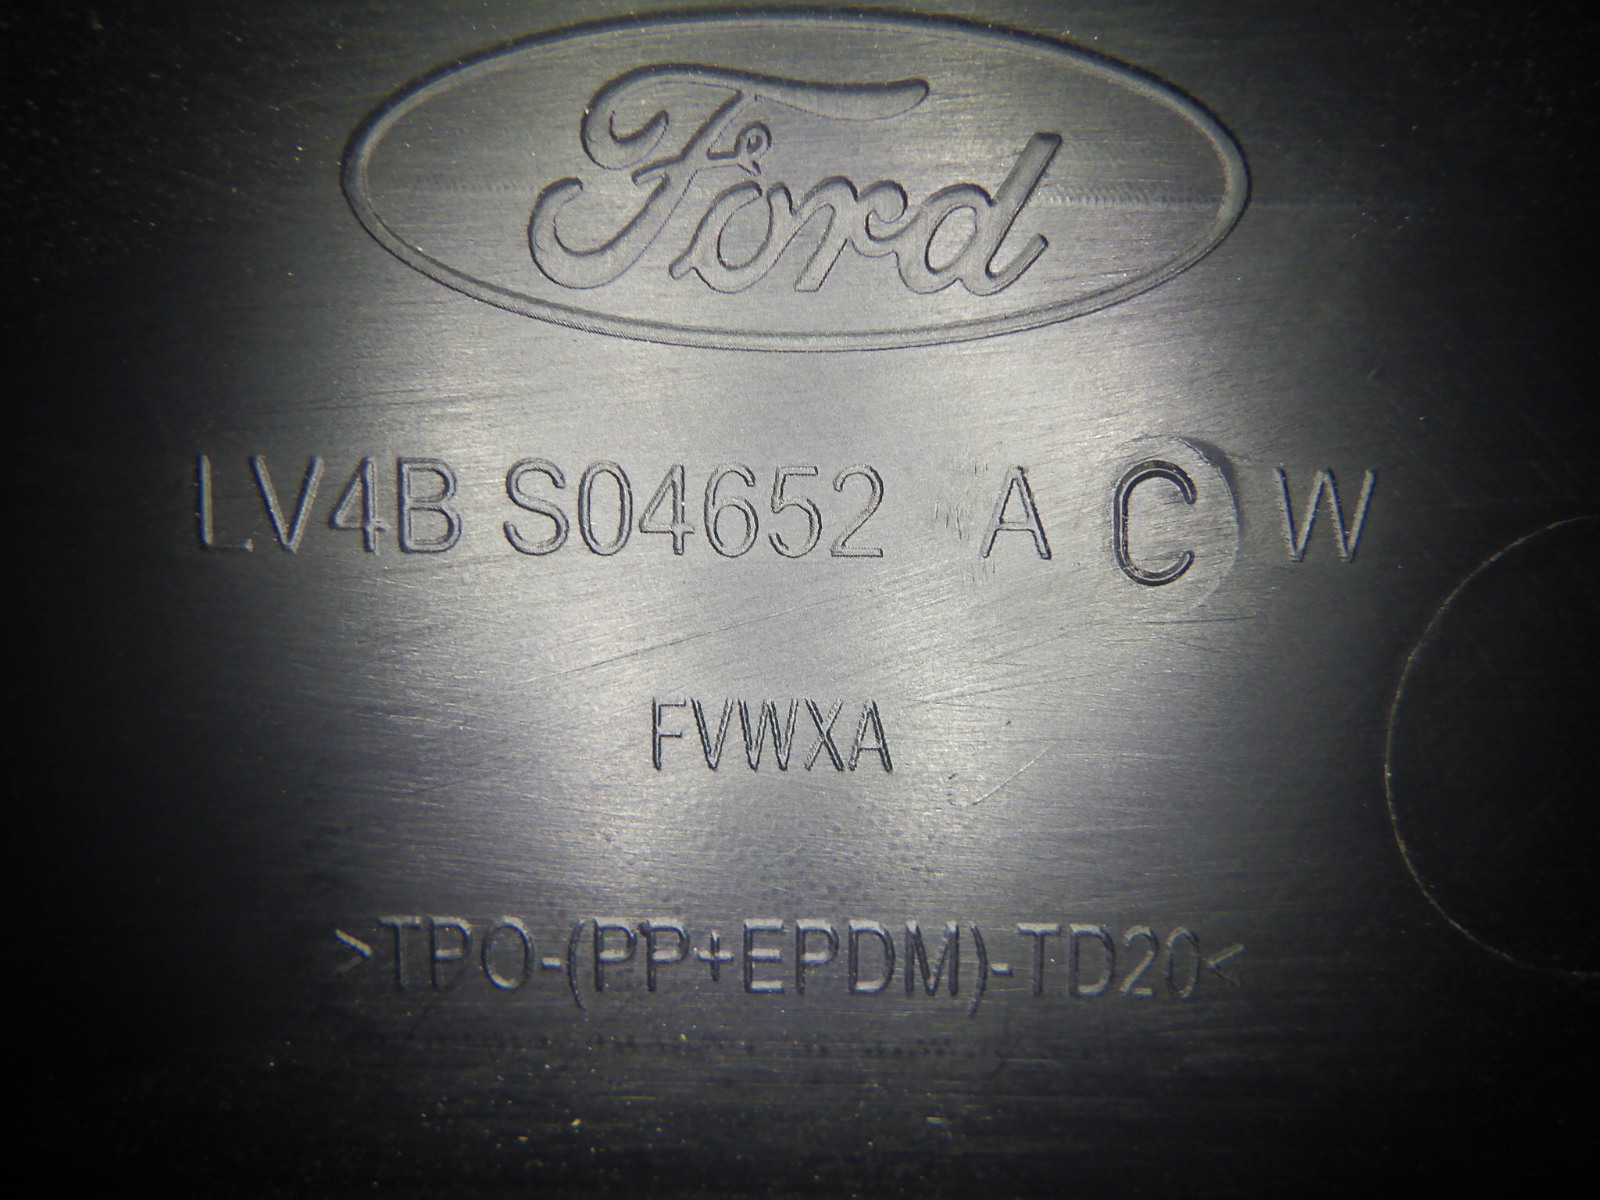 Ford
LV4B S04652 A C W
FVWXA
>TPO-(PP+EPDM)-TD20<